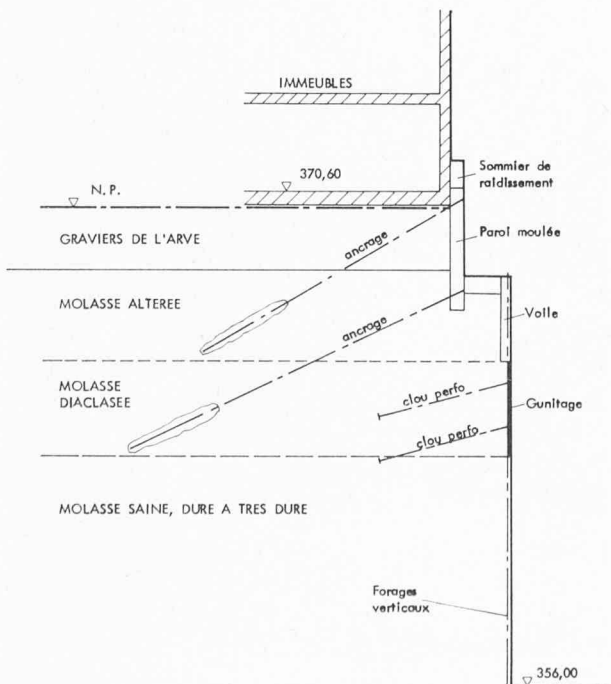 IMMEUBLES
370,60
Sommier de
raidissement
N.P.
GRAVIERS DE L'ARVE
ancrage
Paroi moulée
MOLASSE ALTEREE
ancrage
Voile
MOLASSE
DIACLASEE
clou perfo
Gunitage
clou perfo
MOLASSE SAINE, DURE A TRES DURE
Forages
verticaux
356,00